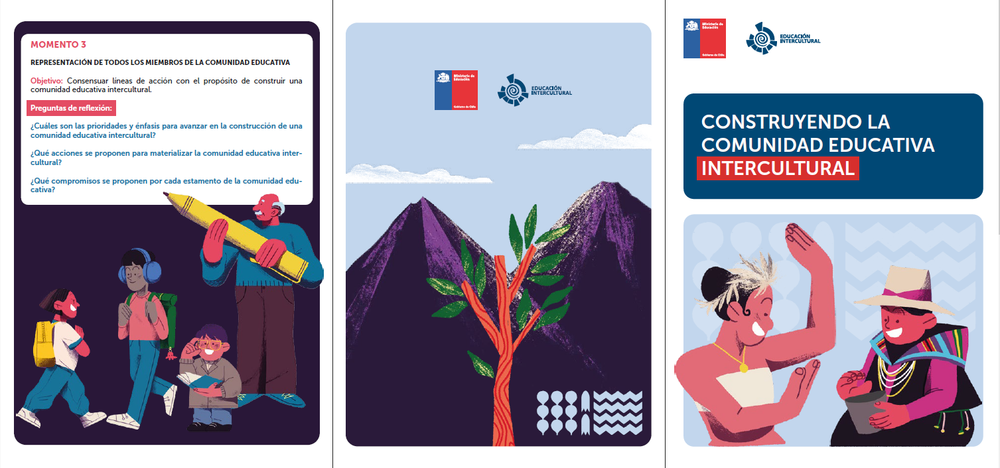 MOMENTO 3
REPRESENTACIÓN DE TODOS LOS MIEMBROS DE LA COMUNIDAD EDUCATIVA
Objetivo: Consensuar líneas de acción con el propósito de construir una
comunidad educativa intercultural.
Preguntas de reflexión:
¿Cuáles son las prioridades y énfasis para avanzar en la construcción de una
comunidad educativa intercultural?
¿Qué acciones se proponen para materializar la comunidad educativa inter-
cultural?
¿Qué compromisos se proponen por cada estamento de la comunidad edu-
cativa?
Ministerio de
Educación
Gobierno de Chile
EDUCACIÓN
INTERCULTURAL
Ministerio de
Educación
Gobierno de Chile
EDUCACIÓN
INTERCULTURAL
CONSTRUYENDO LA
COMUNIDAD EDUCATIVA
INTERCULTURAL